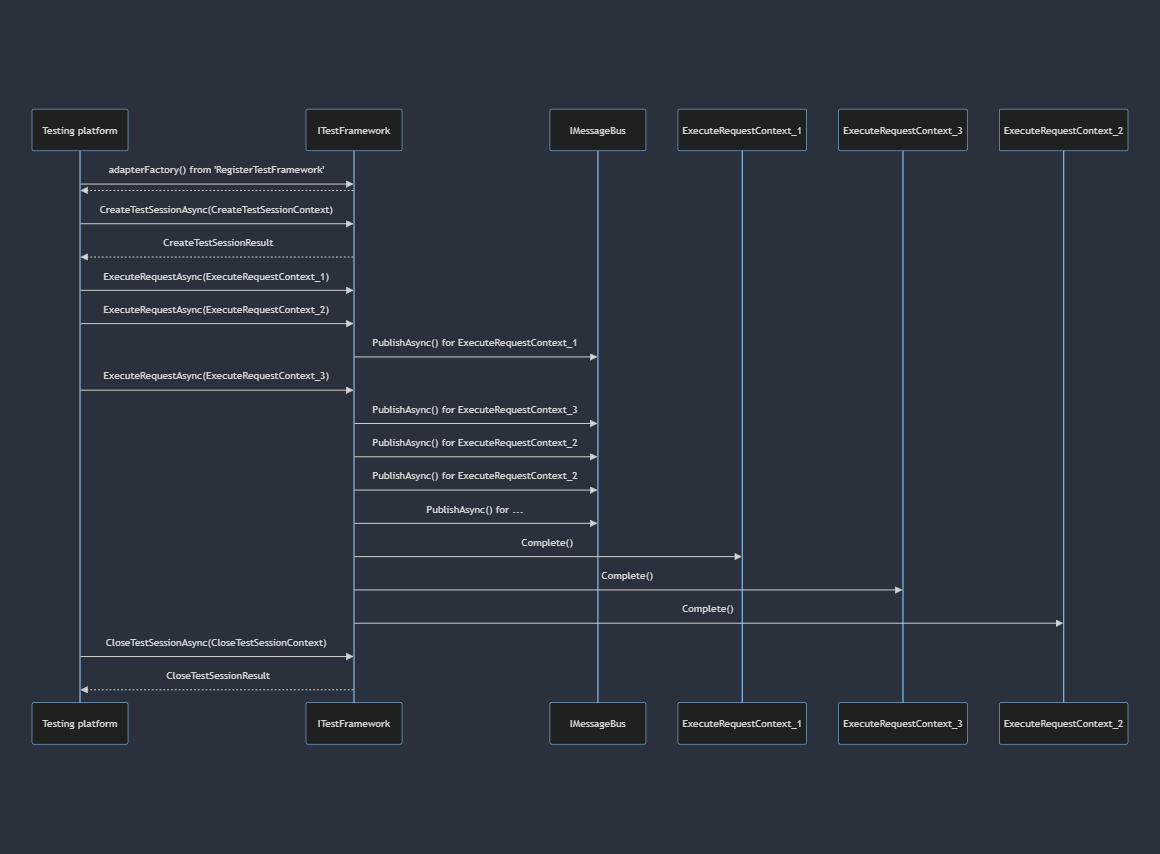 Testing platform
ITestFramework
IMessageBus
ExecuteRequestContext_1
ExecuteRequestContext_3
ExecuteRequestContext_2
adapterFactory() from 'RegisterTestFramework'
CreateTestSessionAsync(CreateTestSessionContext)
CreateTestSessionResult
ExecuteRequestAsync(ExecuteRequestContext_1)
ExecuteRequestAsync(ExecuteRequestContext_2)
PublishAsync() for ExecuteRequestContext_1
ExecuteRequestAsync(ExecuteRequestContext_3)
PublishAsync() for ExecuteRequestContext_3
PublishAsync() for ExecuteRequestContext_2
PublishAsync() for ExecuteRequestContext_2
PublishAsync() for ...
Complete()
Complete()
Complete()
CloseTestSessionAsync(CloseTestSessionContext)
CloseTestSessionResult
Testing platform
ITestFramework
IMessageBus
ExecuteRequestContext_1
ExecuteRequestContext_3
ExecuteRequestContext_2